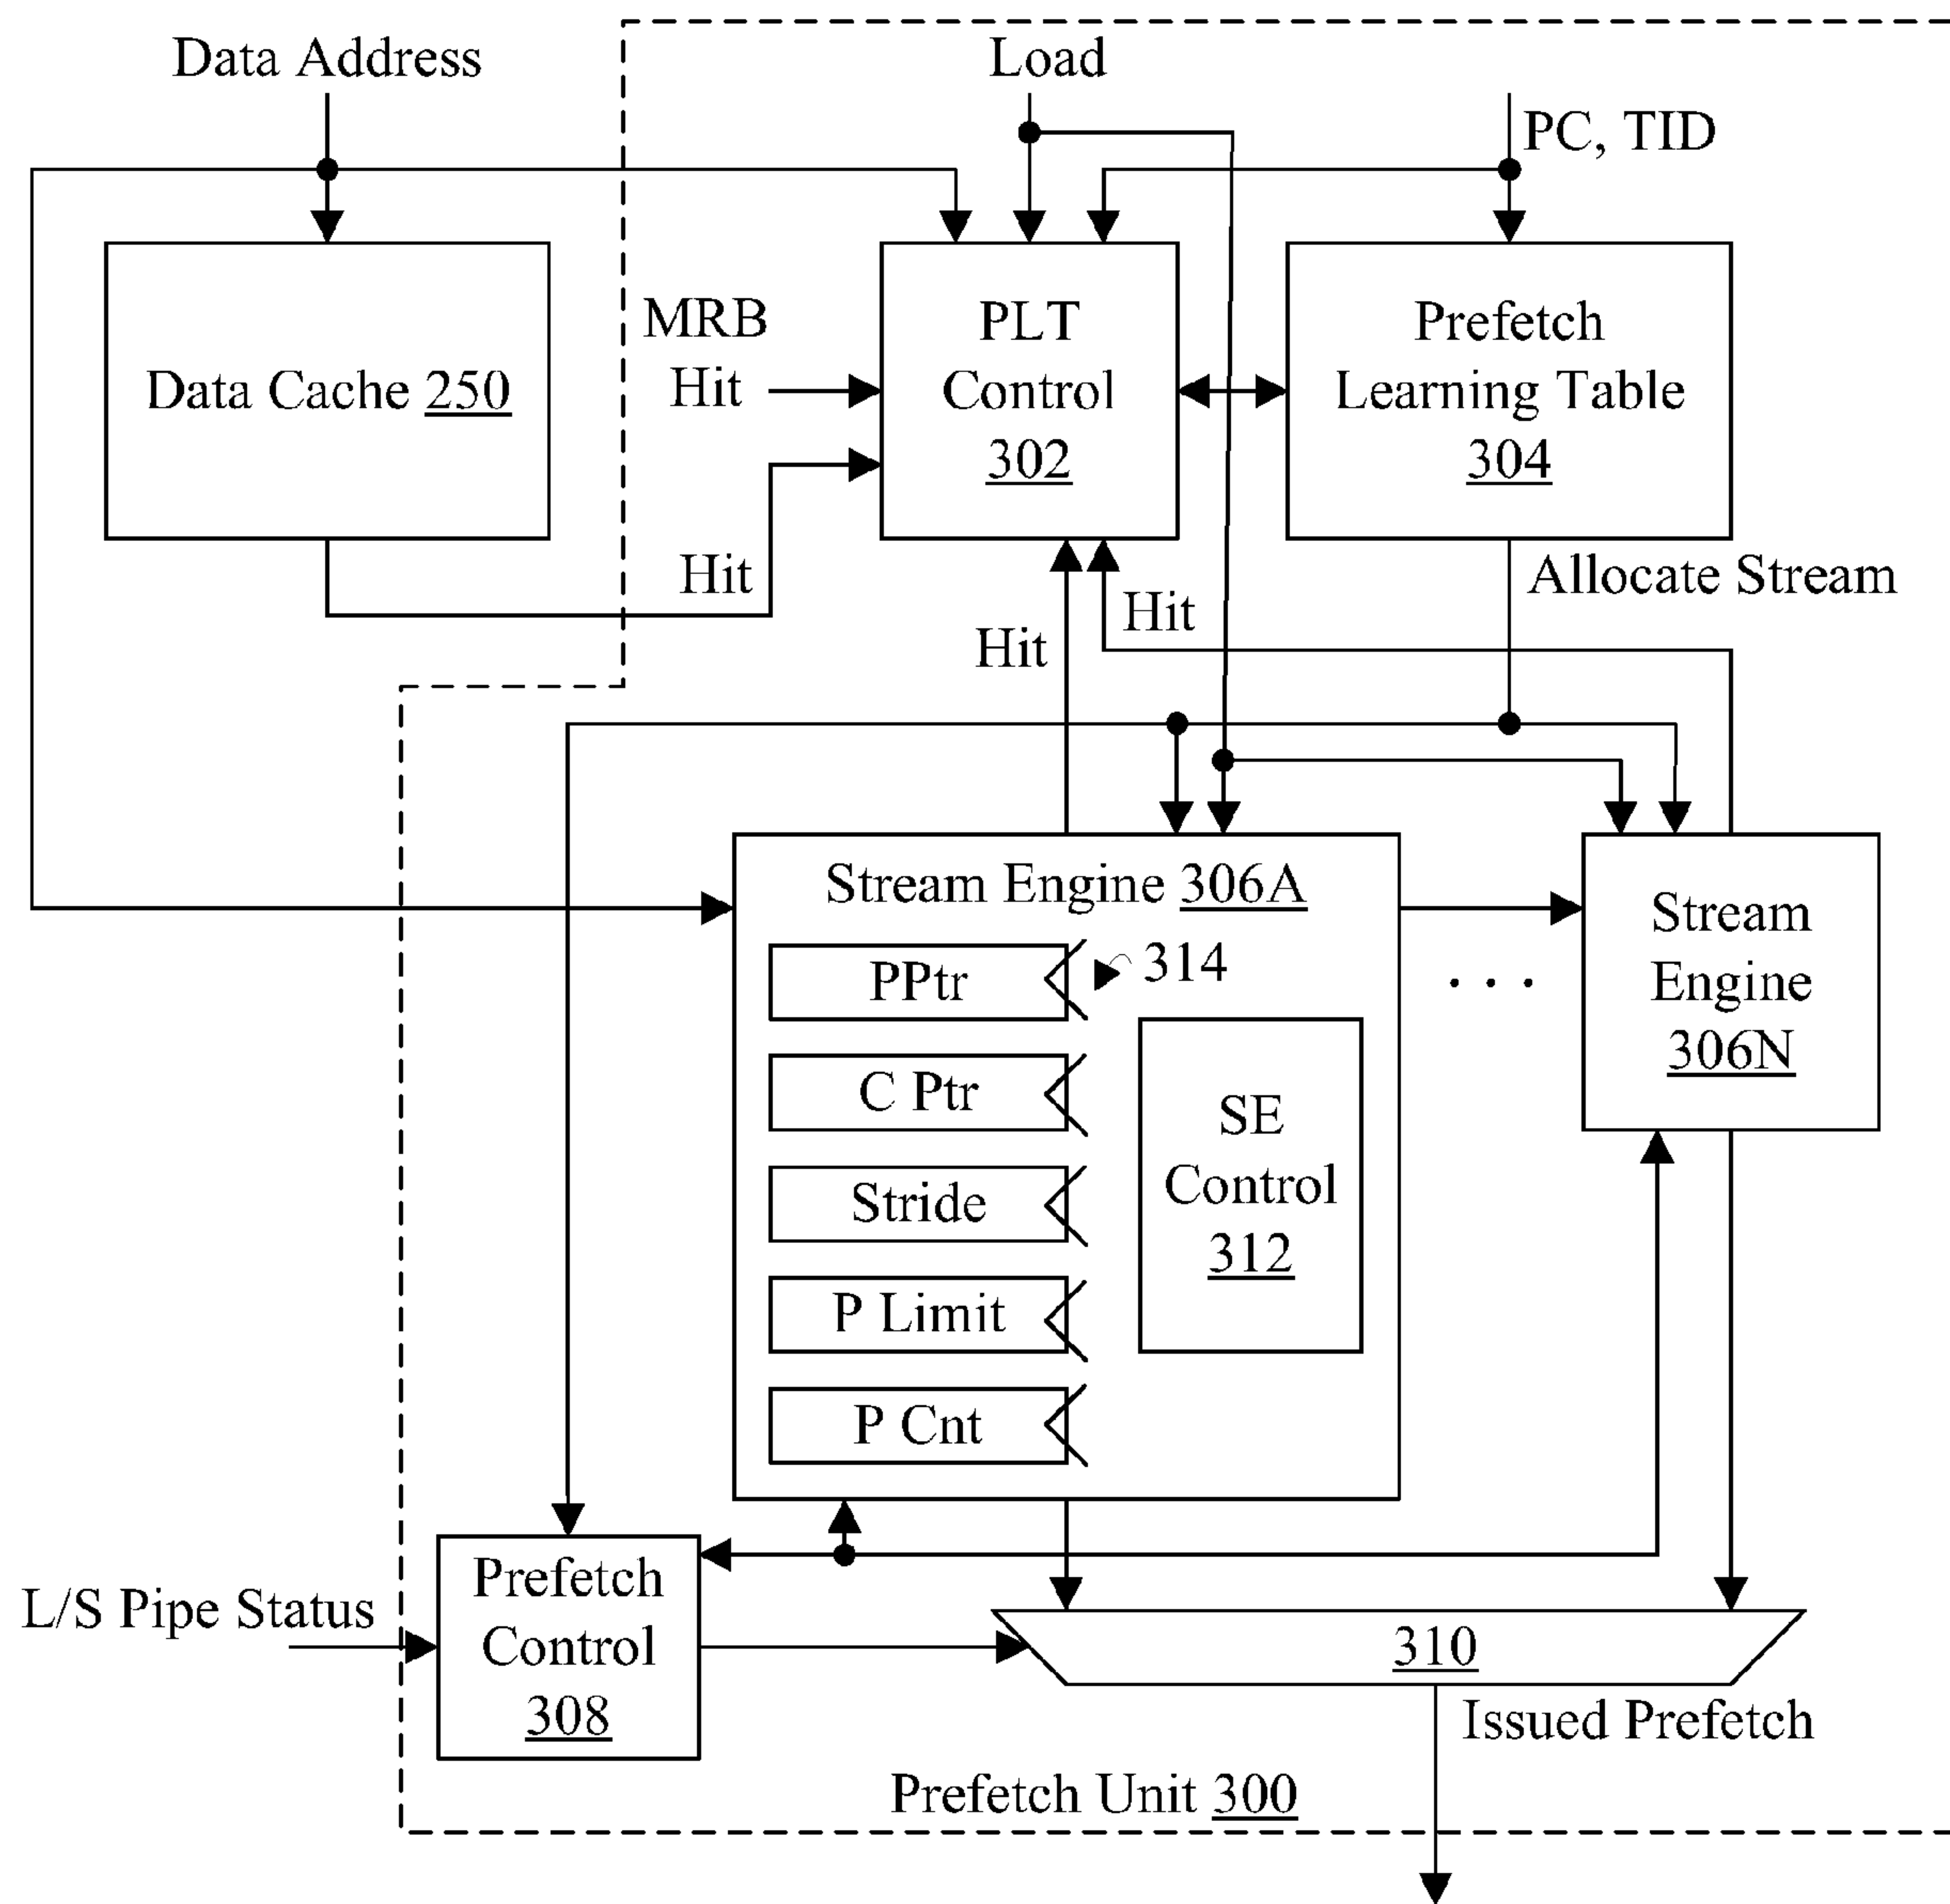 Data Address
Load
PC, TID
MRB
Hit
Data Cache 250
PLT
Control
302
Prefetch
Learning Table
304
Hit
Allocate Stream
Hit
Hit
Stream Engine 306A
314
PPtr
C Ptr
Stride
P Limit
P Cnt
SE
Control
312
. . .
Stream
Engine
306N
L/S Pipe Status
Prefetch
Control
308
310
Issued Prefetch
Prefetch Unit 300